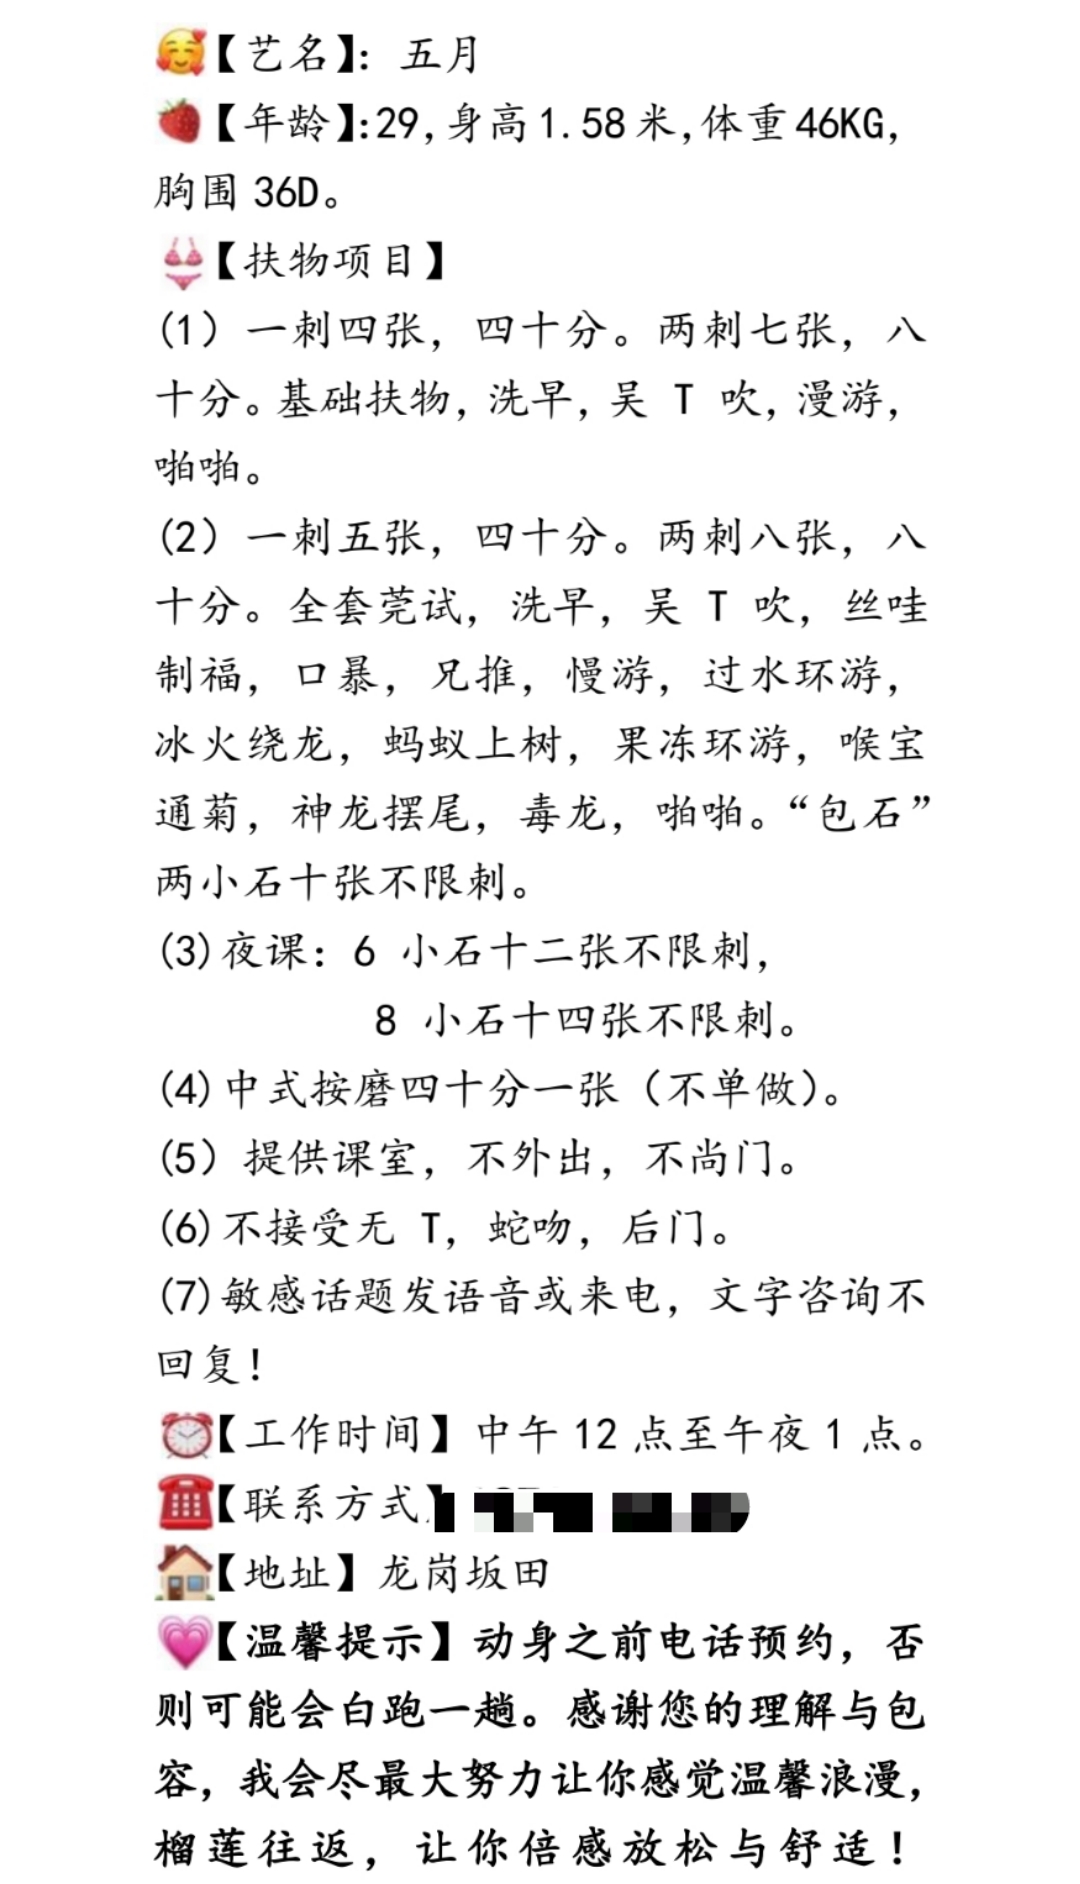 【艺名】：五月
【年龄】:29,身高1.58米,体重46KG,
胸围36D。
【扶物项目】
(1）一刺四张，四十分。两刺七张，八
十分。基础扶物,洗早,吴 T 吹,漫游,
啪啪。
(2）一刺五张，四十分。两刺八张，八
十分。全套莞试，洗早，吴 T 吹，丝哇
制福，口暴，兄推，慢游，过水环游，
冰火绕龙，蚂蚁上树，果冻环游，喉宝
通菊，神龙摆尾，毒龙，啪啪。“包石”
两小石十张不限刺。
(3)夜课：6 小石十二张不限刺，
8 小石十四张不限刺。
(4)中式按磨四十分一张（不单做）。
(5）提供课室，不外出，不尚门。
(6)不接受无 T，蛇吻，后门。
(7)敏感话题发语音或来电，文字咨询不
回复！
【工作时间】中午12点至午夜1点。
【联系方式】
【地址】龙岗坂田
【温馨提示】动身之前电话预约，否
则可能会白跑一趟。感谢您的理解与包
容，我会尽最大努力让你感觉温馨浪漫，
榴莲往返，让你倍感放松与舒适！